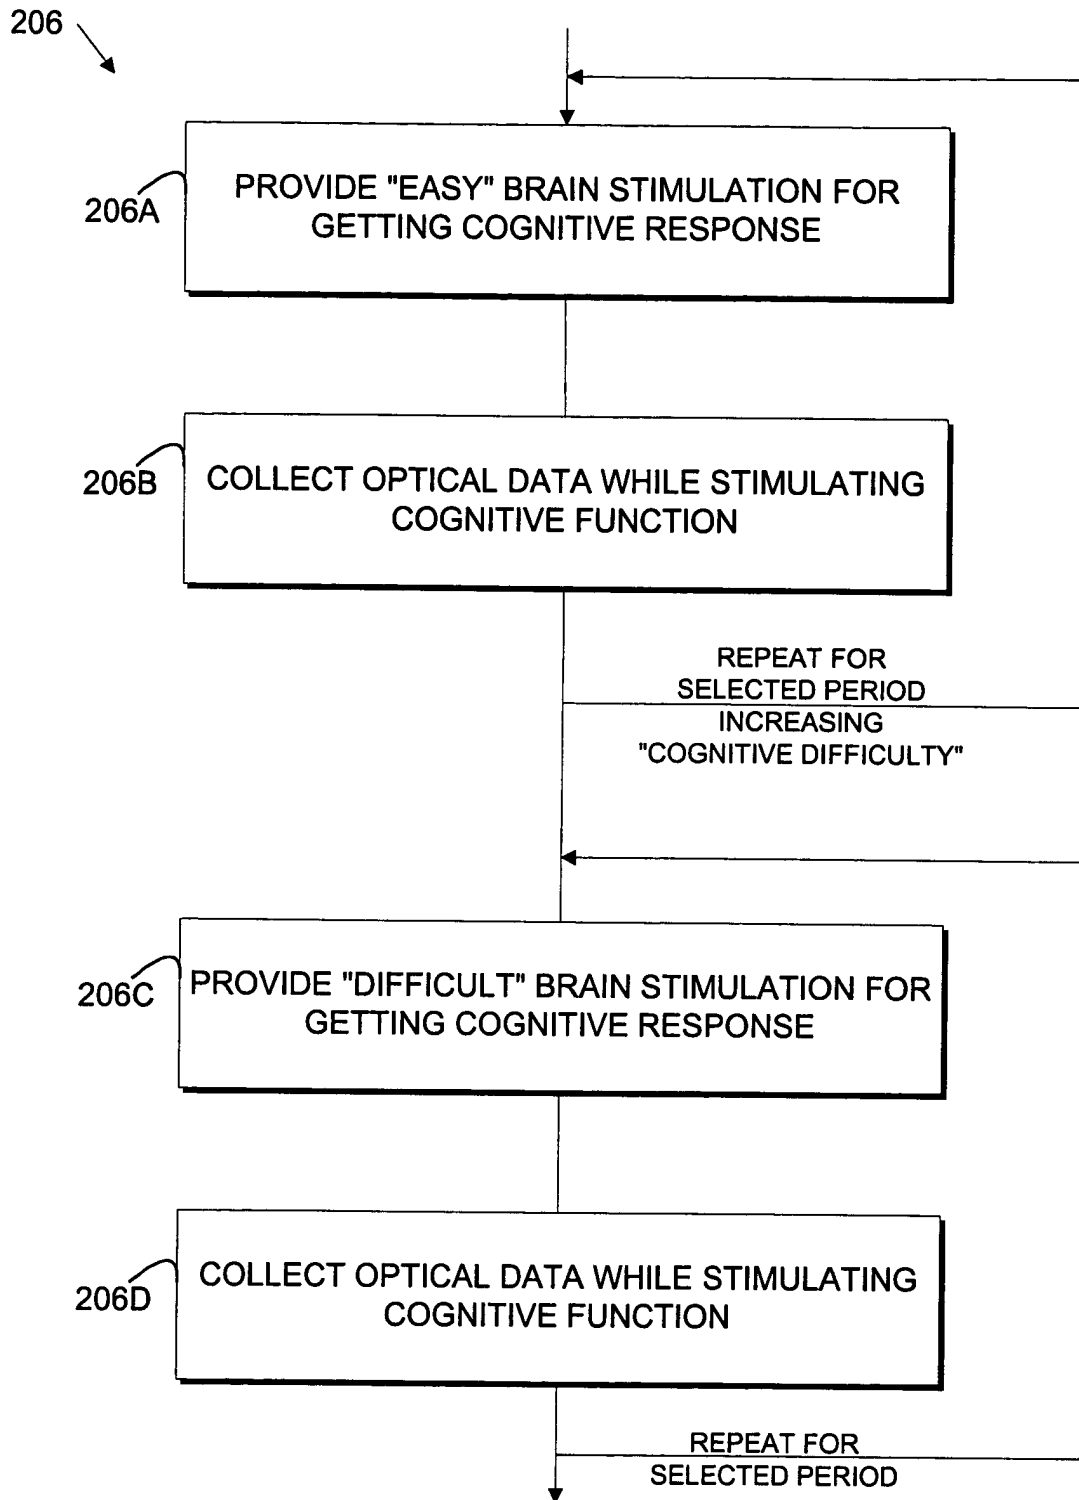 206
PROVIDE "EASY" BRAIN STIMULATION FOR
GETTING COGNITIVE RESPONSE
206A
COLLECT OPTICAL DATA WHILE STIMULATING
COGNITIVE FUNCTION
206B
REPEAT FOR
SELECTED PERIOD
INCREASING
"COGNITIVE DIFFICULTY"
PROVIDE "DIFFICULT" BRAIN STIMULATION FOR
GETTING COGNITIVE RESPONSE
206C
COLLECT OPTICAL DATA WHILE STIMULATING
COGNITIVE FUNCTION
206D
REPEAT FOR
SELECTED PERIOD